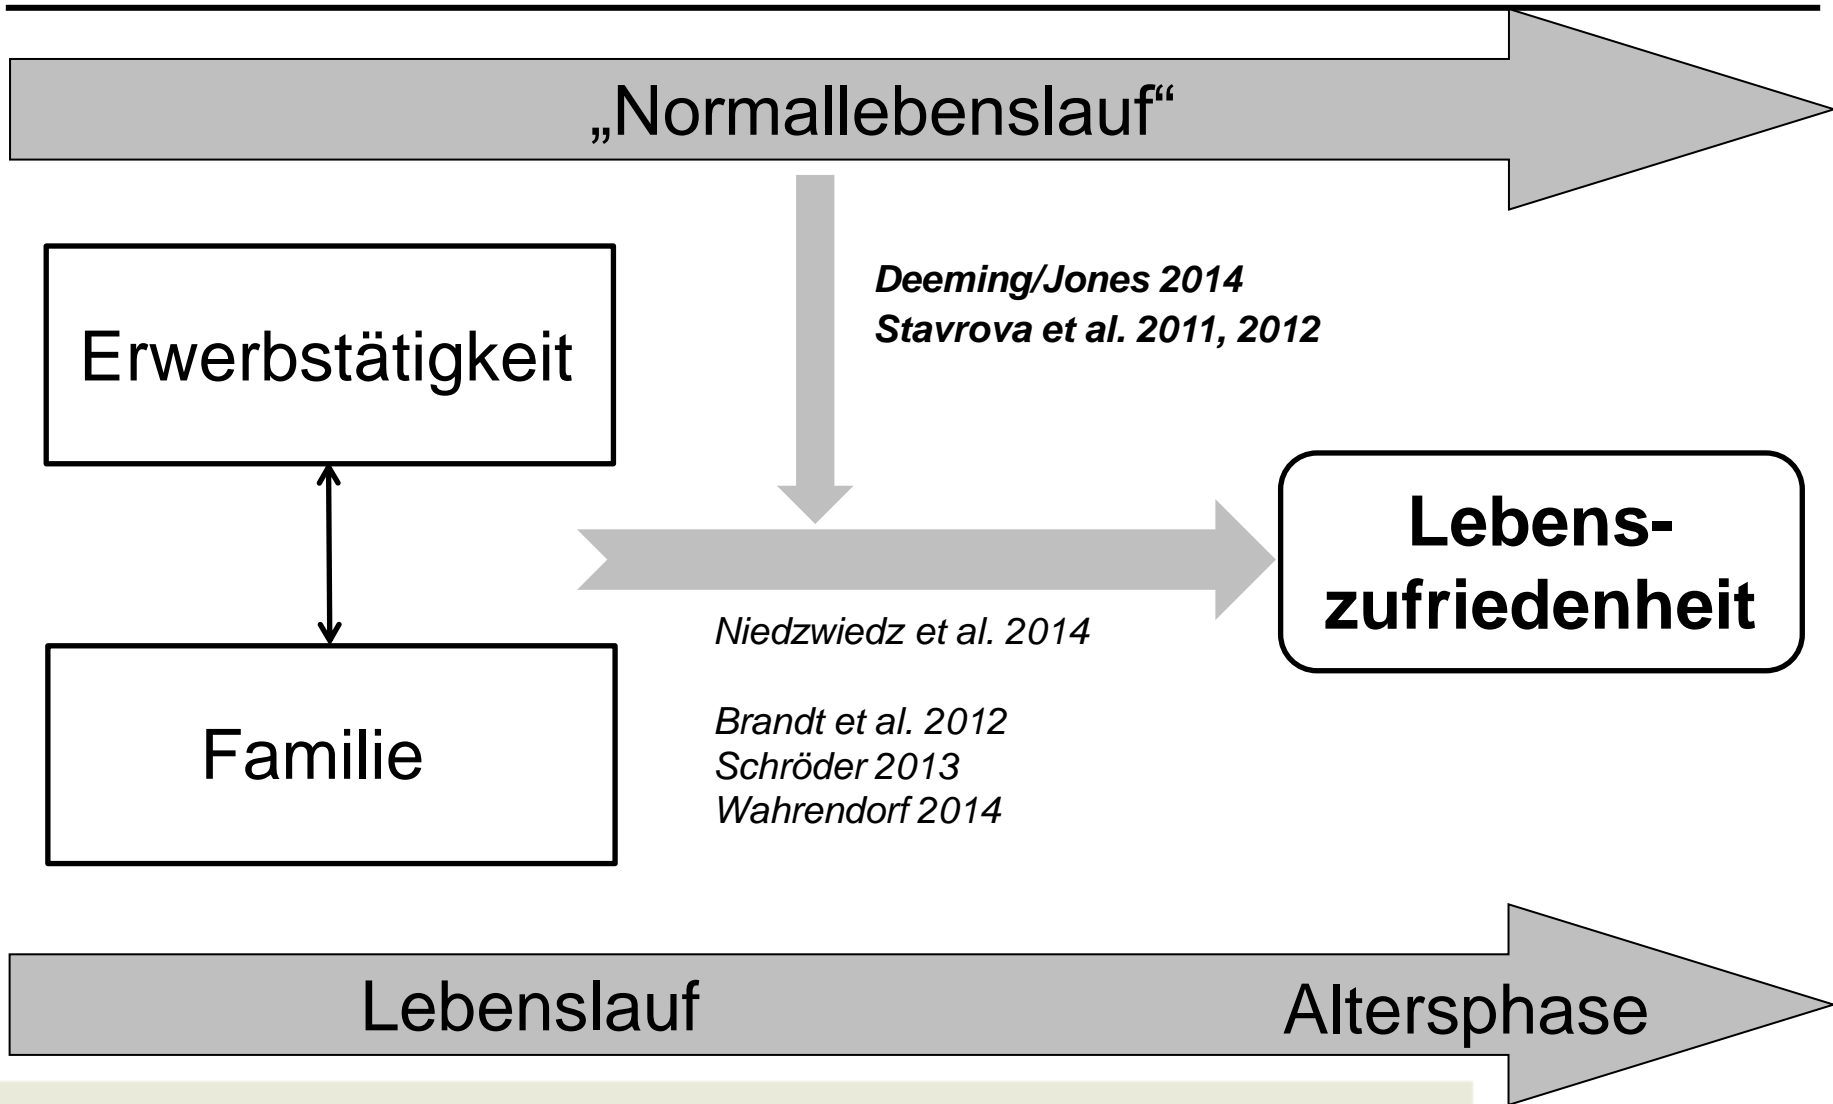 „Normallebenslauf“
Deeming/Jones 2014
Stavrova et al. 2011, 2012
Erwerbstätigkeit
Lebens-
zufriedenheit
Niedzwiedz et al. 2014
Brandt et al. 2012
Schröder 2013
Wahrendorf 2014
Familie
Lebenslauf
Altersphase